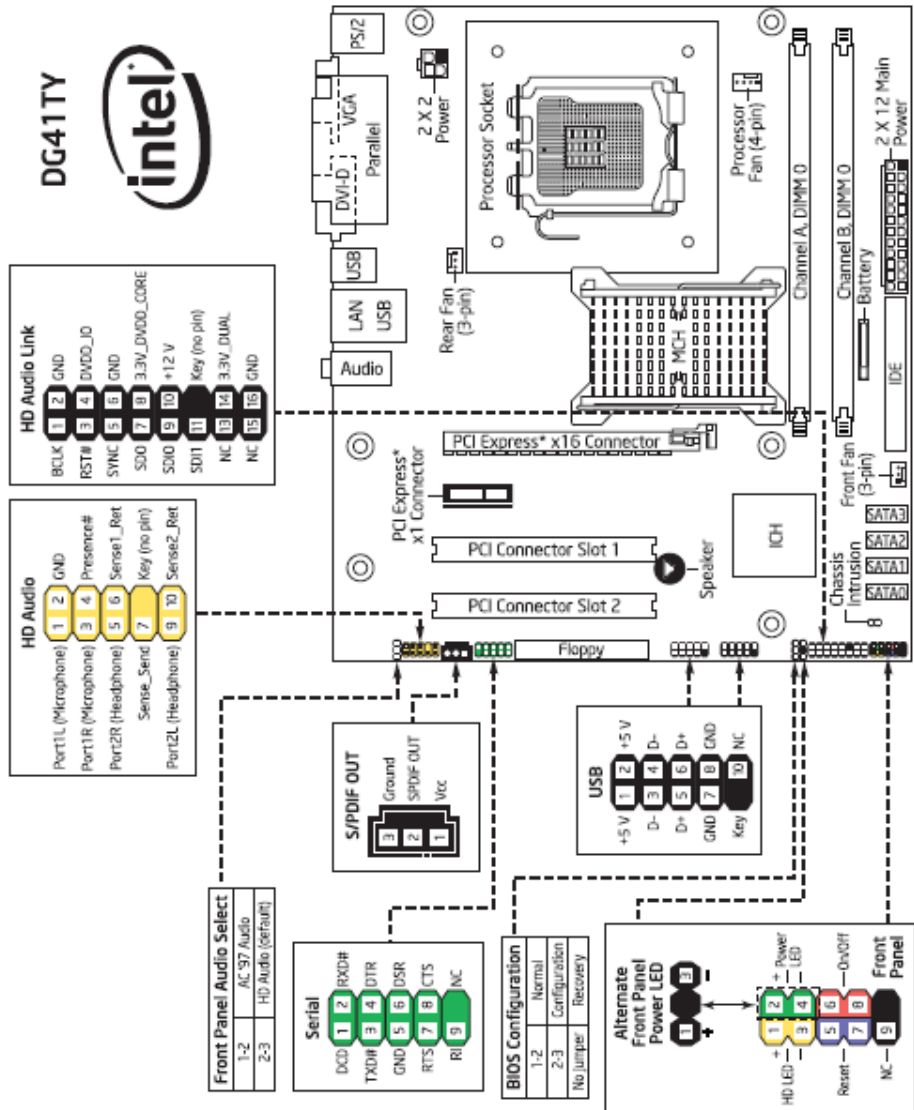 DG41TY
intel
HD Audio Link
BCLK 1 2 GND
RST# 3 4 DVDD_IO
SYNC 5 6 GND
SDO 7 8 3.3V_DVDD_CORE
SDI0 9 10 +12 V
SDI1 11 Key (no pin)
NC 13 14 3.3V_DUAL
NC 15 16 GND
HD Audio
Port1L (Microphone) 1 2 GND
Port1R (Microphone) 3 4 Presence#
Port2R (Headphone) 5 6 Sense1_Ret
Sense_Send 7 Key (no pin)
Port2L (Headphone) 9 10 Sense2_Ret
Front Panel Audio Select
1-2 AC '97 Audio
2-3 HD Audio (default)
S/PDIF OUT
3 Ground
2 SPDIF OUT
1 Vcc
Serial
DCD 1 2 RXD#
TXD# 3 4 DTR
GND 5 6 DSR
RTS 7 8 CTS
RI 9 NC
USB
+5 V 1 2 +5 V
D- 3 4 D-
D+ 5 6 D+
GND 7 8 GND
Key 10 NC
BIOS Configuration
1-2 Normal
2-3 Configuration
No jumper Recovery
Alternate
Front Panel
Power LED
1 3
+ -
HD LED + 1 2 + Power
- 3 4 - LED
Reset 5 6 On/Off
7 8
NC 9 Front
Panel
PS/2
VGA
DVI-D
Parallel
USB
LAN
USB
Audio
2 X 2
Power
Processor Socket
Rear Fan
(3-pin)
Processor
Fan (4-pin)
MCH
PCI Express* x16 Connector
PCI Express*
x1 Connector
PCI Connector Slot 1
PCI Connector Slot 2
Speaker
Floppy
ICH
Channel A, DIMM 0
Channel B, DIMM 0
2 X 12 Main
Power
Battery
IDE
Front Fan
(3-pin)
SATA3
SATA2
SATA1
SATA0
Chassis
Intrusion